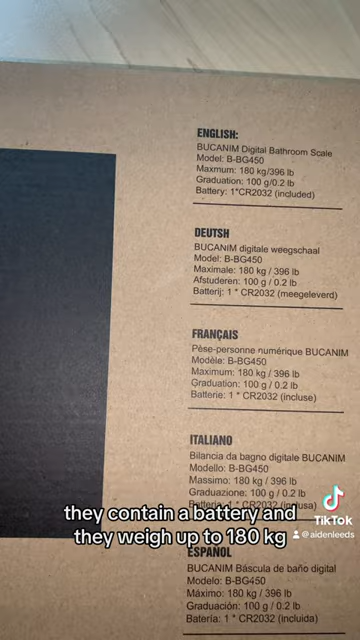 ENGLISH:
BUCANIM Digital Bathroom Scale
Model: B-BG450
Maxmum: 180 kg/396 lb
Graduation: 100 g/0.2 lb
Battery: 1*CR2032 (included)
DEUTSH
BUCANIM digitale weegschaal
Model: B-BG450
Maximale: 180 kg / 396 lb
Afstuderen: 100 g / 0.2 lb
Batterij: 1 * CR2032 (meegeleverd)
FRANÇAIS
Pèse-personne numérique BUCANIM
Modèle: B-BG450
Maximum: 180 kg / 396 lb
Graduation: 100 g / 0.2 lb
Batterie: 1 * CR2032 (incluse)
ITALIANO
Bilancia da bagno digitale BUCANIM
Modello: B-BG450
Massimo: 180 kg / 396 lb
Graduazione: 100 g / 0.2 lb
Batteria: 1 * CR2032 (inclusa)
they contain a battery and
they weigh up to 180 kg
TikTok
@aidenleeds
ESPAÑOL
BUCANIM Báscula de baño digital
Modelo: B-BG450
Máximo: 180 kg / 396 lb
Graduación: 100 g / 0.2 lb
Batería: 1 * CR2032 (incluida)